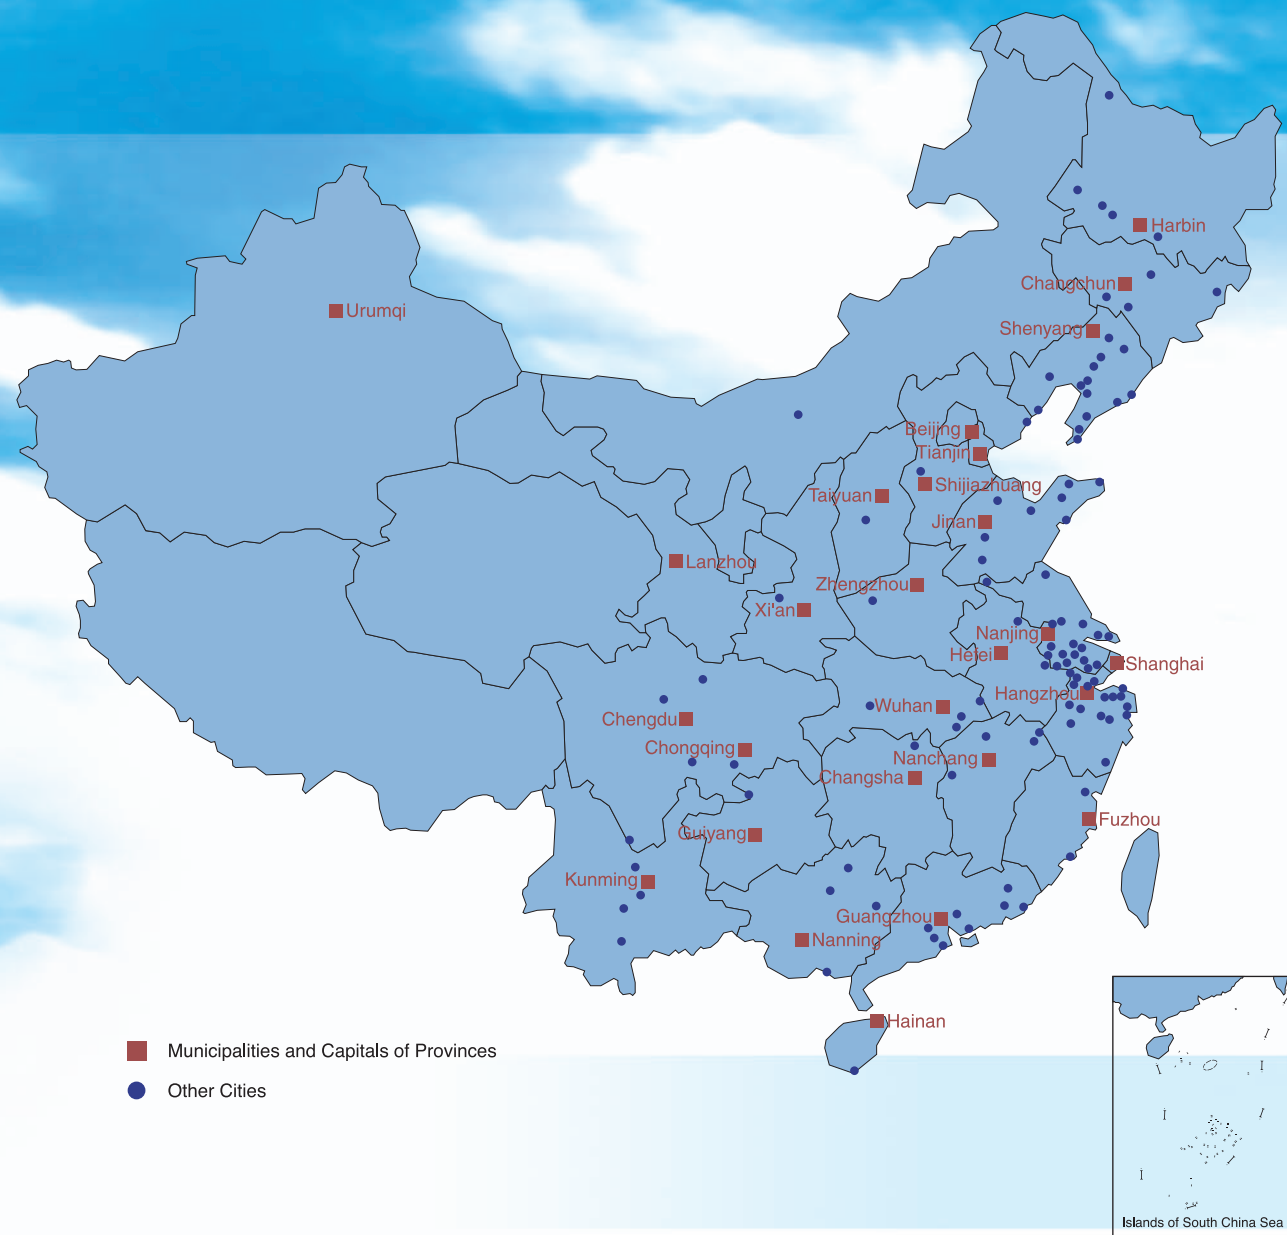 Harbin
Changchun
Urumqi
Shenyang
Beijing
Tianjin
Shijiazhuang
Taiyuan
Jinan
Lanzhou
Zhengzhou
Xi'an
Nanjing
Hefei
Shanghai
Hangzhou
Wuhan
Chengdu
Chongqing
Nanchang
Changsha
Fuzhou
Guiyang
Kunming
Guangzhou
Nanning
Hainan
Municipalities and Capitals of Provinces
Other Cities
Islands of South China Sea